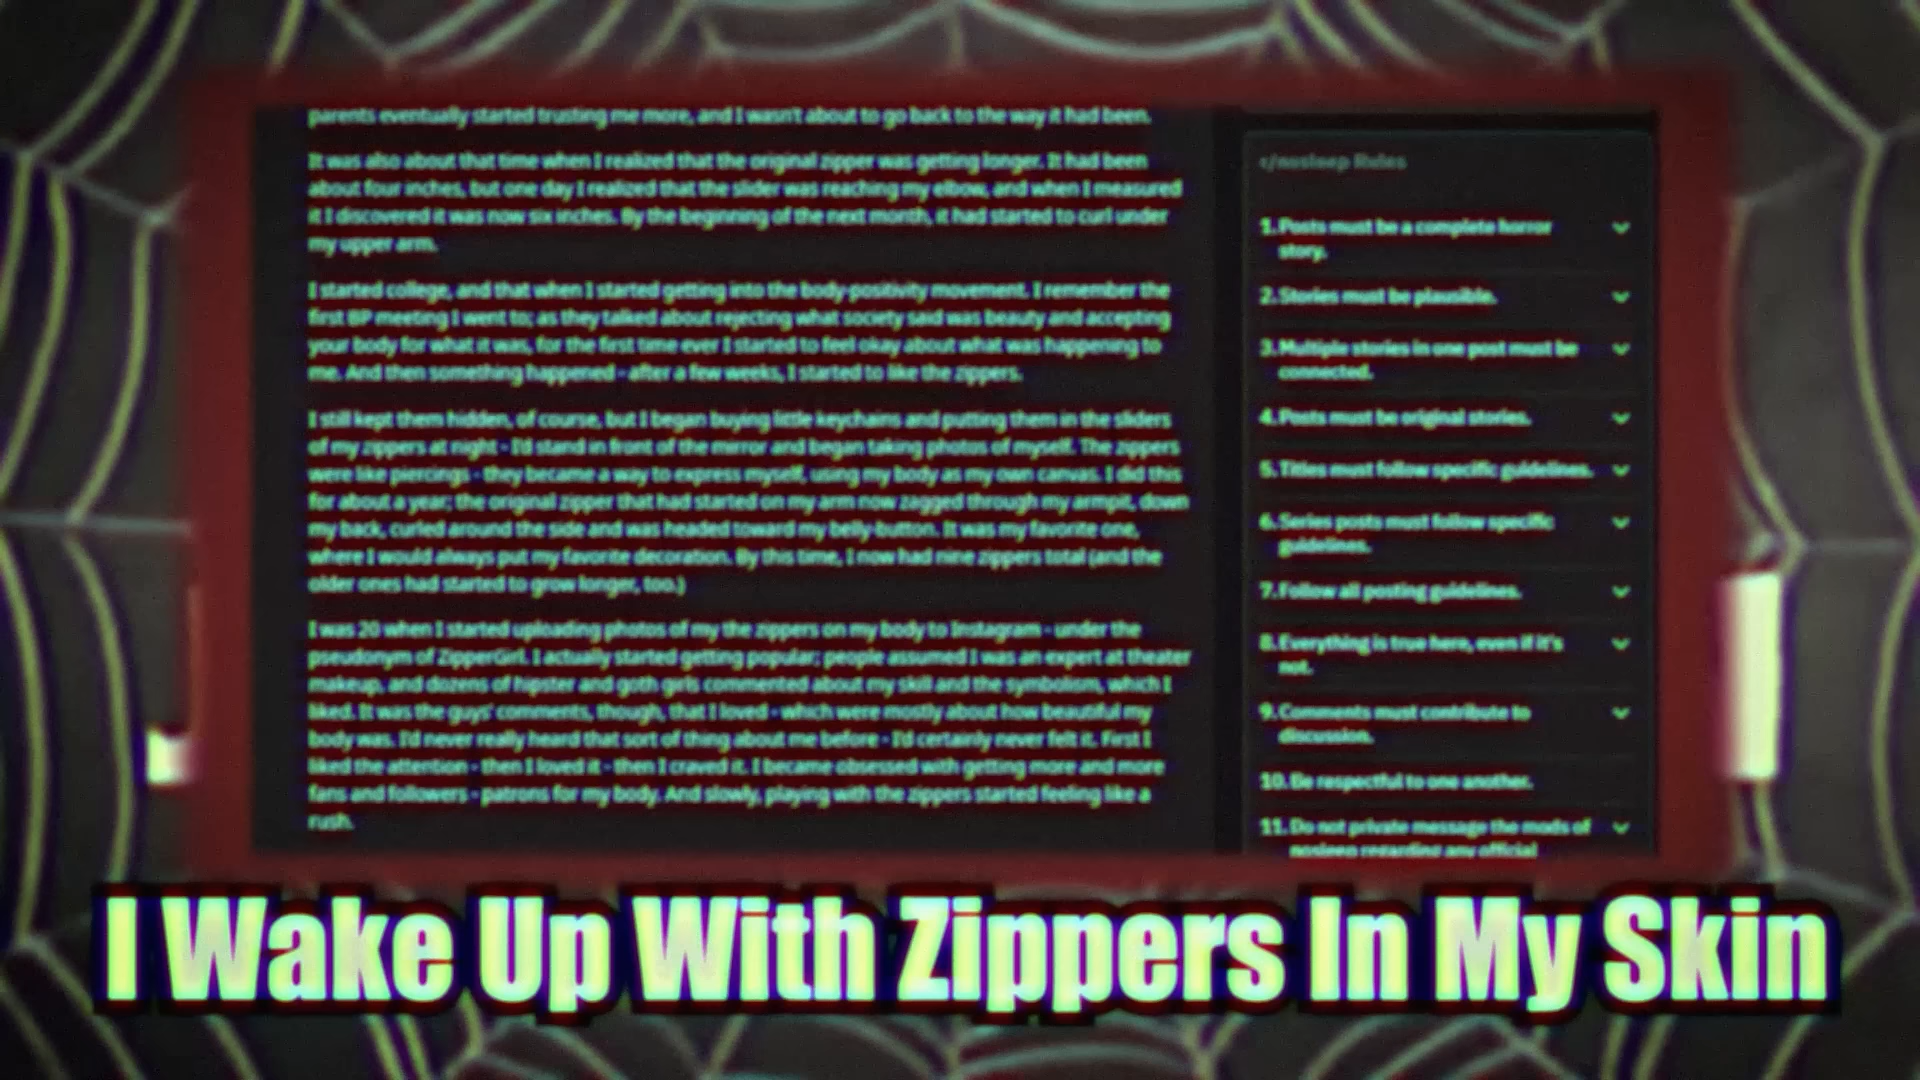 parents eventually started trusting me more, and I wasn't about to go back to the way it had been.
It was also about that time when I realized that the original zipper was getting longer. It had been
about four inches, but one day I realized that the slider was reaching my elbow, and when I measured
it I discovered it was now six inches. By the beginning of the next month, it had started to curl under
my upper arm.
I started college, and that when I started getting into the body-positivity movement. I remember the
first BP meeting I went to; as they talked about rejecting what society said was beauty and accepting
your body for what it was, for the first time ever I started to feel okay about what was happening to
me. And then something happened - after a few weeks, I started to like the zippers.
I still kept them hidden, of course, but I began buying little keychains and putting them in the sliders
of my zippers at night - I'd stand in front of the mirror and began taking photos of myself. The zippers
were like piercings - they became a way to express myself, using my body as my own canvas. I did this
for about a year; the original zipper that had started on my arm now zagged through my armpit, down
my back, curled around the side and was headed toward my belly-button. It was my favorite one,
where I would always put my favorite decoration. By this time, I now had nine zippers total (and the
older ones had started to grow longer, too.)
I was 20 when I started uploading photos of my the zippers on my body to Instagram - under the
pseudonym of ZipperGirl. I actually started getting popular; people assumed I was an expert at theater
makeup, and dozens of hipster and goth girls commented about my skill and the symbolism, which I
liked. It was the guys' comments, though, that I loved - which were mostly about how beautiful my
body was. I'd never really heard that sort of thing about me before - I'd certainly never felt it. First I
liked the attention - then I loved it - then I craved it. I became obsessed with getting more and more
fans and followers - patrons for my body. And slowly, playing with the zippers started feeling like a
rush.
r/nosleep Rules
1. Posts must be a complete horror
story.
2. Stories must be plausible.
3. Multiple stories in one post must be
connected.
4. Posts must be original stories.
5. Titles must follow specific guidelines.
6. Series posts must follow specific
guidelines.
7. Follow all posting guidelines.
8. Everything is true here, even if it's
not.
9. Comments must contribute to
discussion.
10. Be respectful to one another.
11. Do not private message the mods of
nosleep regarding any official
I Wake Up With Zippers In My Skin